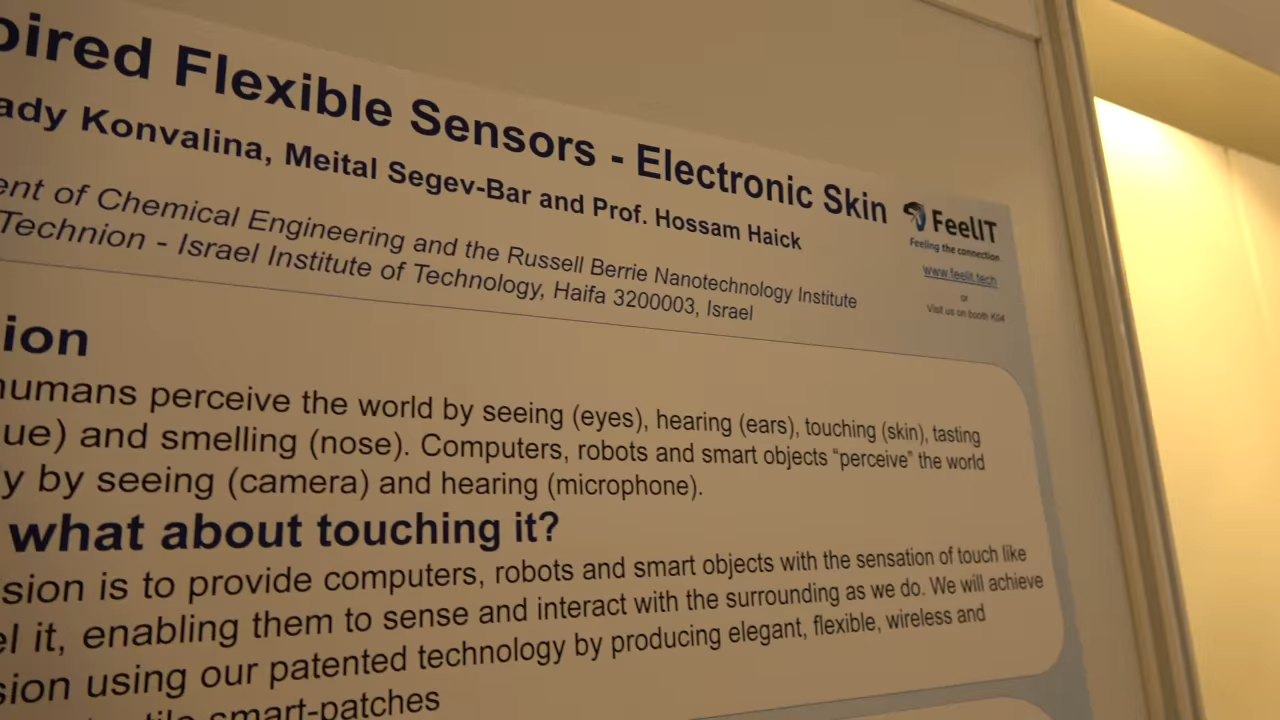 pired Flexible Sensors - Electronic Skin
ady Konvalina, Meital Segev-Bar and Prof. Hossam Haick
ent of Chemical Engineering and the Russell Berrie Nanotechnology Institute
Technion - Israel Institute of Technology, Haifa 3200003, Israel
FeelIT
Feeling the connection
www.feelit.tech
or
Visit us on booth K04
ion
humans perceive the world by seeing (eyes), hearing (ears), touching (skin), tasting
ue) and smelling (nose). Computers, robots and smart objects “perceive” the world
y by seeing (camera) and hearing (microphone).
what about touching it?
sion is to provide computers, robots and smart objects with the sensation of touch like
el it, enabling them to sense and interact with the surrounding as we do. We will achieve
sion using our patented technology by producing elegant, flexible, wireless and
smart-patches